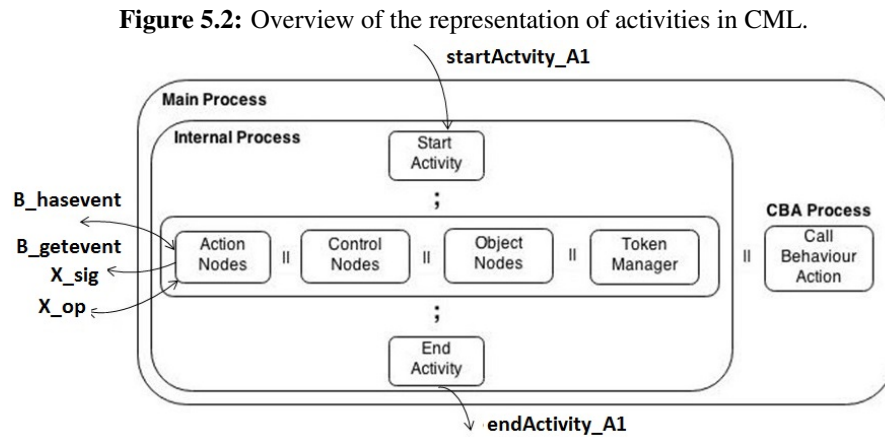 Figure 5.2: Overview of the representation of activities in CML.
startActvity_A1
Main Process
Internal Process
Start
Activity
;
B_hasevent
B_getevent
X_sig
X_op
Action
Nodes
||
Control
Nodes
||
Object
Nodes
||
Token
Manager
||
CBA Process
Call
Behaviour
Action
;
End
Activity
endActivity_A1